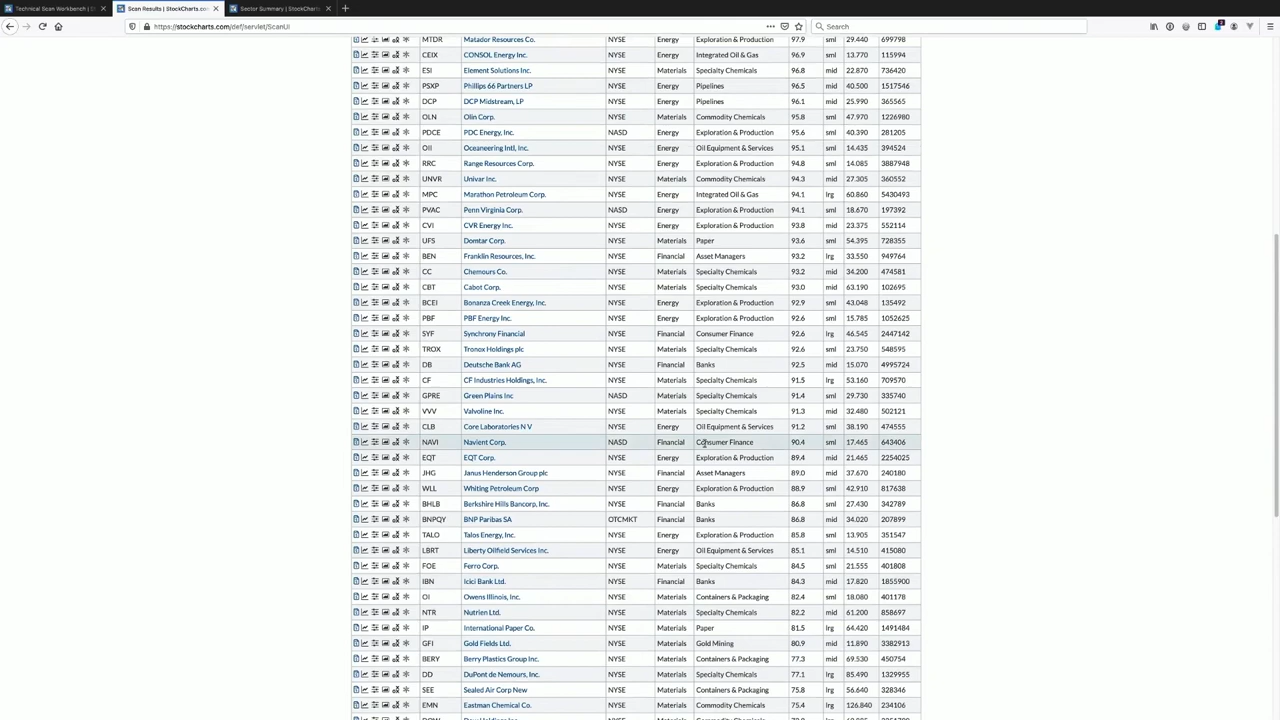 Technical Scan Workbench |
Scan Results | StockCharts.co
Sector Summary | StockCharts
https://stockcharts.com/def/servlet/ScanUI
Search
MTDR Matador Resources Co. NYSE Energy Exploration & Production 97.9 sml 29.440 699798
CEIX CONSOL Energy Inc. NYSE Energy Integrated Oil & Gas 96.9 sml 13.770 115994
ESI Element Solutions Inc. NYSE Materials Specialty Chemicals 96.8 mid 22.870 736420
PSXP Phillips 66 Partners LP NYSE Energy Pipelines 96.5 mid 40.500 1517546
DCP DCP Midstream, LP NYSE Energy Pipelines 96.1 mid 25.990 365565
OLN Olin Corp. NYSE Materials Commodity Chemicals 95.8 sml 47.970 1226980
PDCE PDC Energy, Inc. NASD Energy Exploration & Production 95.6 sml 40.390 281205
OII Oceaneering Intl, Inc. NYSE Energy Oil Equipment & Services 95.1 sml 14.435 394524
RRC Range Resources Corp. NYSE Energy Exploration & Production 94.8 sml 14.085 3887948
UNVR Univar Inc. NYSE Materials Commodity Chemicals 94.3 mid 27.305 360552
MPC Marathon Petroleum Corp. NYSE Energy Integrated Oil & Gas 94.1 lrg 60.860 5430493
PVAC Penn Virginia Corp. NASD Energy Exploration & Production 94.1 sml 18.670 197392
CVI CVR Energy Inc. NYSE Energy Exploration & Production 93.8 mid 23.375 552114
UFS Domtar Corp. NYSE Materials Paper 93.6 sml 54.395 728355
BEN Franklin Resources, Inc. NYSE Financial Asset Managers 93.2 lrg 33.550 949764
CC Chemours Co. NYSE Materials Specialty Chemicals 93.2 mid 34.200 474581
CBT Cabot Corp. NYSE Materials Specialty Chemicals 93.0 mid 63.190 102695
BCEI Bonanza Creek Energy, Inc. NYSE Energy Exploration & Production 92.9 sml 43.048 135492
PBF PBF Energy Inc. NYSE Energy Exploration & Production 92.6 sml 15.785 1052625
SYF Synchrony Financial NYSE Financial Consumer Finance 92.6 lrg 46.545 2447142
TROX Tronox Holdings plc NYSE Materials Specialty Chemicals 92.6 sml 23.750 548595
DB Deutsche Bank AG NYSE Financial Banks 92.5 mid 15.070 4995724
CF CF Industries Holdings, Inc. NYSE Materials Specialty Chemicals 91.5 lrg 53.160 709570
GPRE Green Plains Inc NASD Materials Specialty Chemicals 91.4 sml 29.730 335740
VVV Valvoline Inc. NYSE Materials Specialty Chemicals 91.3 mid 32.480 502121
CLB Core Laboratories N V NYSE Energy Oil Equipment & Services 91.2 sml 38.190 474555
NAVI Navient Corp. NASD Financial Consumer Finance 90.4 sml 17.465 643406
EQT EQT Corp. NYSE Energy Exploration & Production 89.4 mid 21.465 2254025
JHG Janus Henderson Group plc NYSE Financial Asset Managers 89.0 mid 37.670 240180
WLL Whiting Petroleum Corp NYSE Energy Exploration & Production 88.9 sml 42.910 817638
BHLB Berkshire Hills Bancorp, Inc. NYSE Financial Banks 86.8 sml 27.430 342789
BNPQY BNP Paribas SA OTCMKT Financial Banks 86.8 mid 34.020 207899
TALO Talos Energy, Inc. NYSE Energy Exploration & Production 85.8 sml 13.905 351547
LBRT Liberty Oilfield Services Inc. NYSE Energy Oil Equipment & Services 85.1 sml 14.510 415080
FOE Ferro Corp. NYSE Materials Specialty Chemicals 84.5 sml 21.555 401808
IBN Icici Bank Ltd. NYSE Financial Banks 84.3 mid 17.820 1855900
OI Owens Illinois, Inc. NYSE Materials Containers & Packaging 82.4 sml 18.080 401178
NTR Nutrien Ltd. NYSE Materials Specialty Chemicals 82.2 mid 61.200 858697
IP International Paper Co. NYSE Materials Paper 81.5 lrg 64.420 1491484
GFI Gold Fields Ltd. NYSE Materials Gold Mining 80.9 mid 11.890 3382913
BERY Berry Plastics Group Inc. NYSE Materials Containers & Packaging 77.3 mid 69.530 450754
DD DuPont de Nemours, Inc. NYSE Materials Specialty Chemicals 77.1 lrg 85.490 1329955
SEE Sealed Air Corp New NYSE Materials Containers & Packaging 75.8 lrg 56.640 328346
EMN Eastman Chemical Co. NYSE Materials Commodity Chemicals 75.4 lrg 126.840 234106